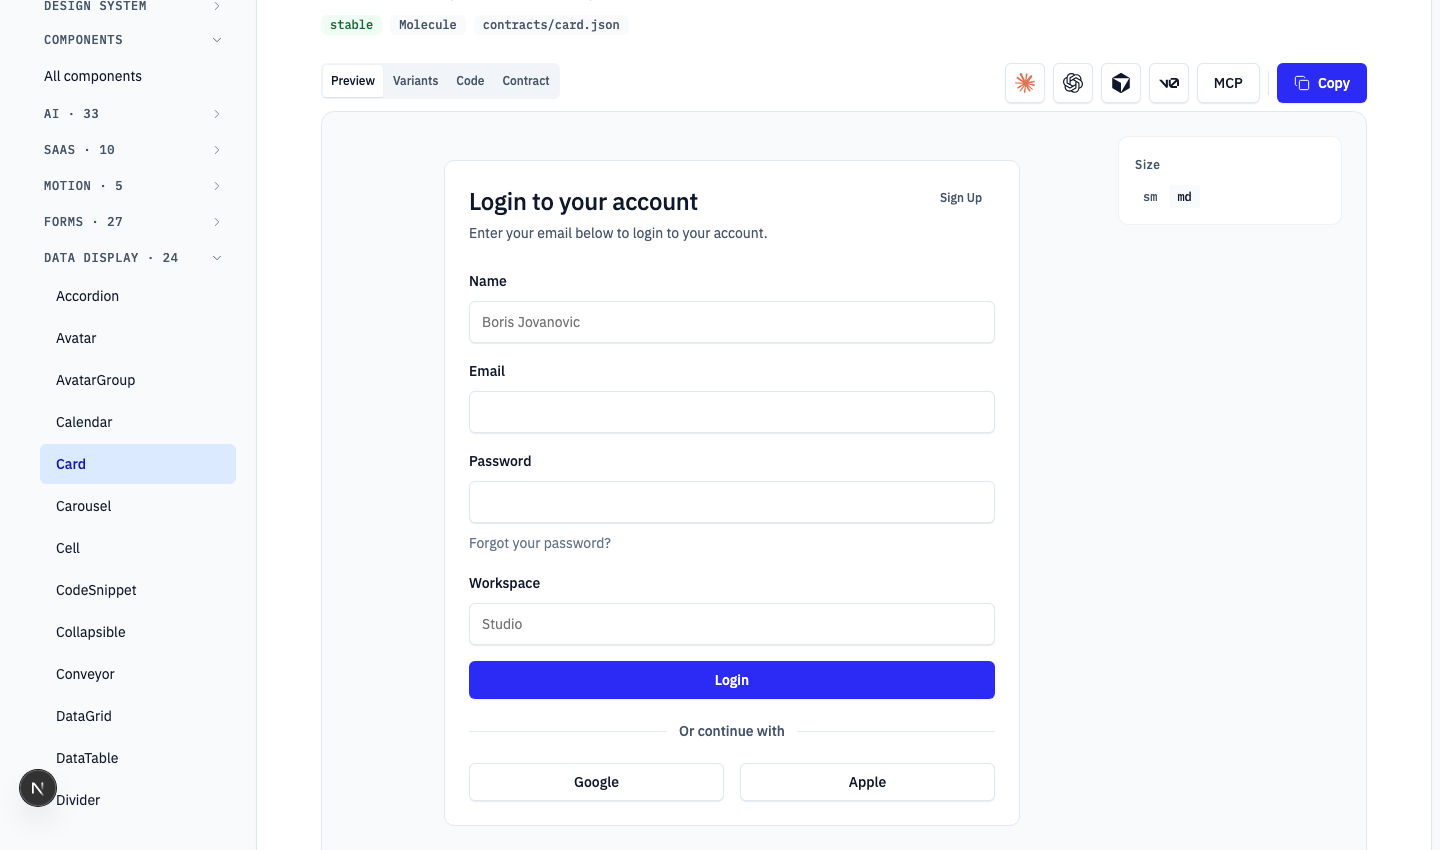 DESIGN SYSTEM
COMPONENTS
All components
AI · 33
SAAS · 10
MOTION · 5
FORMS · 27
DATA DISPLAY · 24
Accordion
Avatar
AvatarGroup
Calendar
Card
Carousel
Cell
CodeSnippet
Collapsible
Conveyor
DataGrid
DataTable
Divider
N
stable Molecule contracts/card.json
Preview Variants Code Contract
v0 MCP Copy
Size
sm md
Login to your account Sign Up
Enter your email below to login to your account.
Name
Boris Jovanovic
Email
Password
Forgot your password?
Workspace
Studio
Login
Or continue with
Google Apple